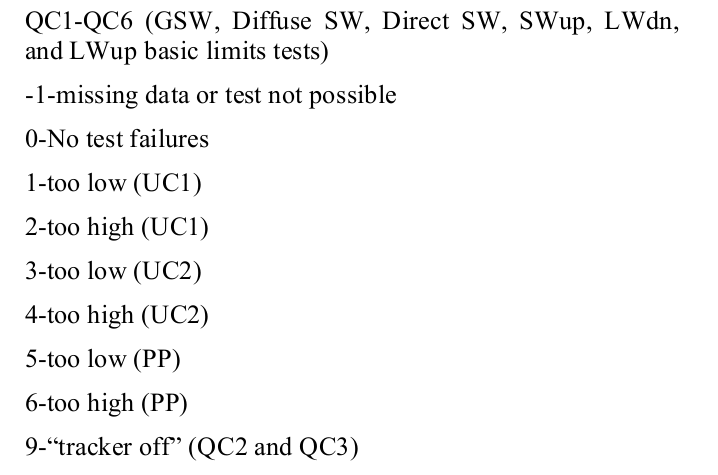 QC1-QC6 (GSW, Diffuse SW, Direct SW, SWup, LWdn,
and LWup basic limits tests)
-1-missing data or test not possible
0-No test failures
1-too low (UC1)
2-too high (UC1)
3-too low (UC2)
4-too high (UC2)
5-too low (PP)
6-too high (PP)
9-“tracker off” (QC2 and QC3)